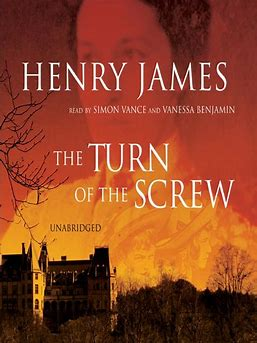 HENRY JAMES
READ BY SIMON VANCE AND VANESSA BENJAMIN
THE TURN
OF THE SCREW
UNABRIDGED